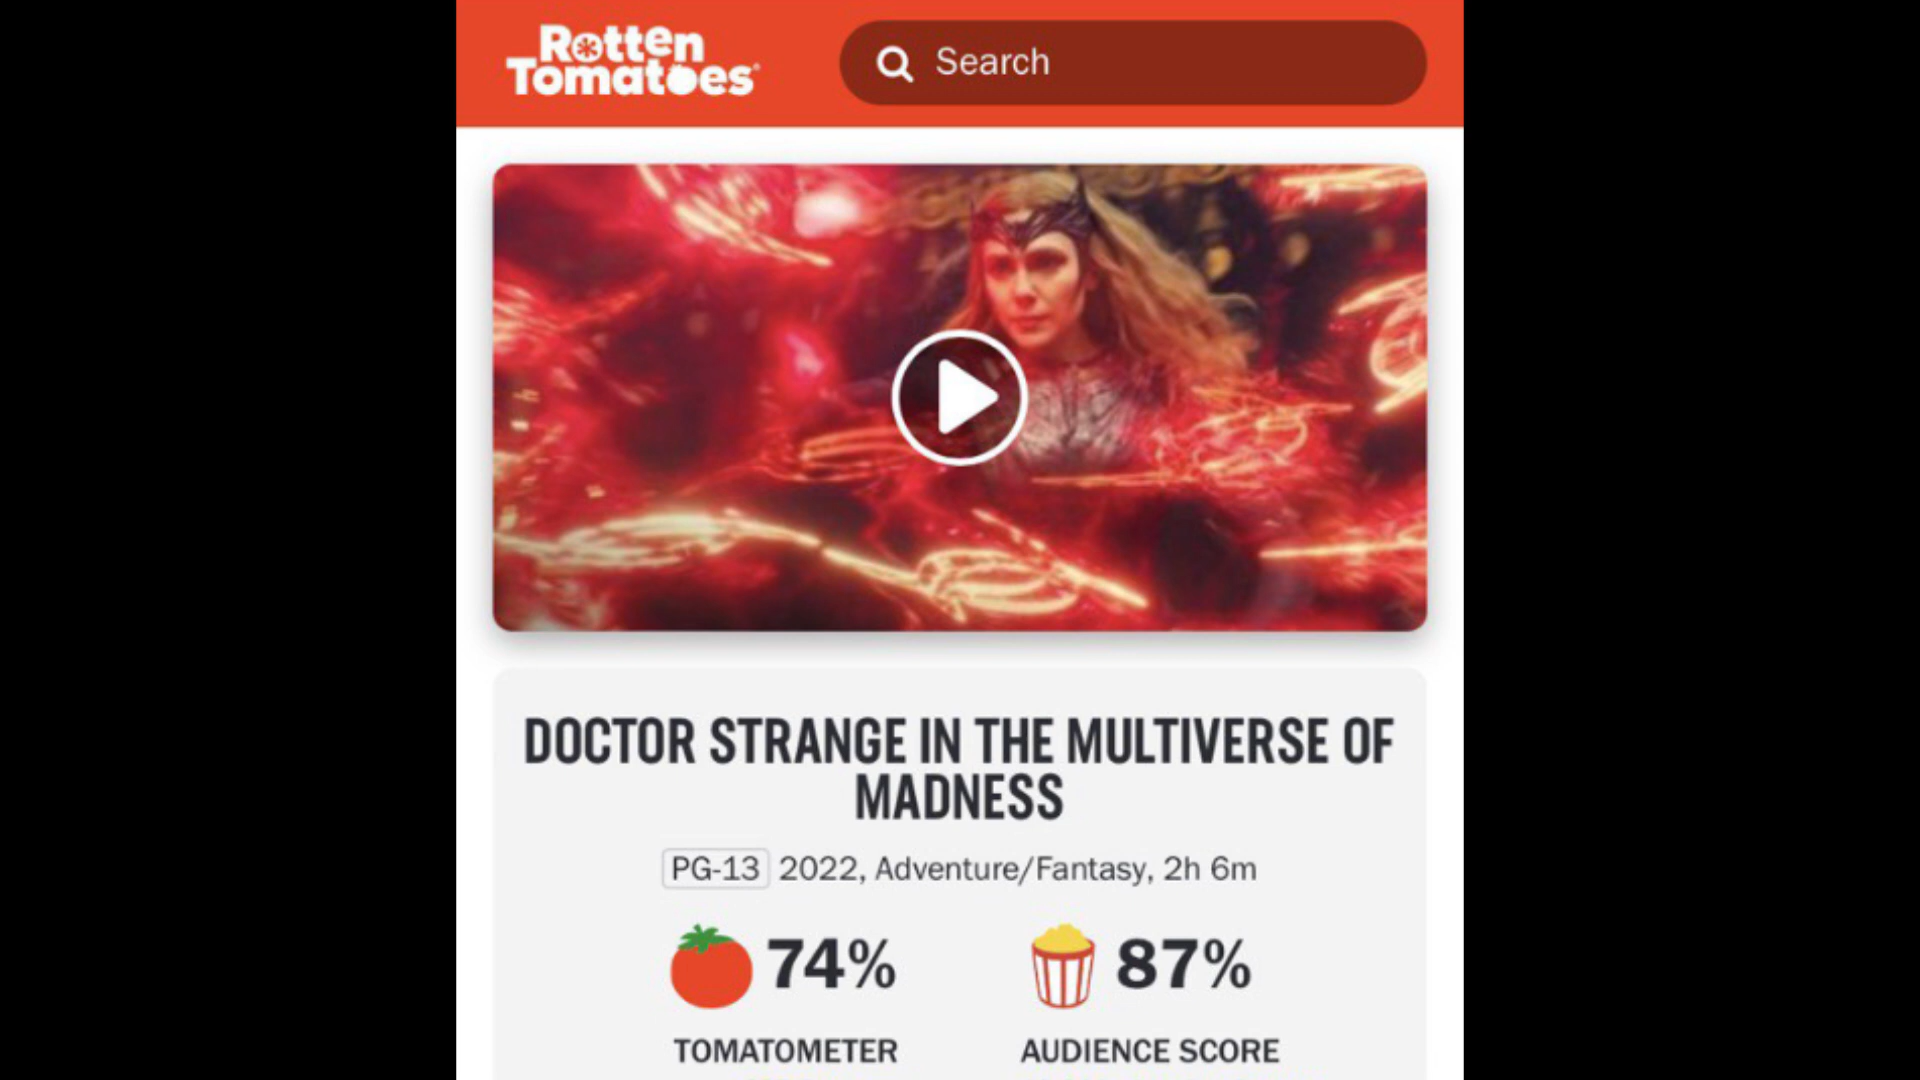 Rotten
Tomatoes
Search
DOCTOR STRANGE IN THE MULTIVERSE OF
MADNESS
PG-13 2022, Adventure/Fantasy, 2h 6m
74% 87%
TOMATOMETER AUDIENCE SCORE